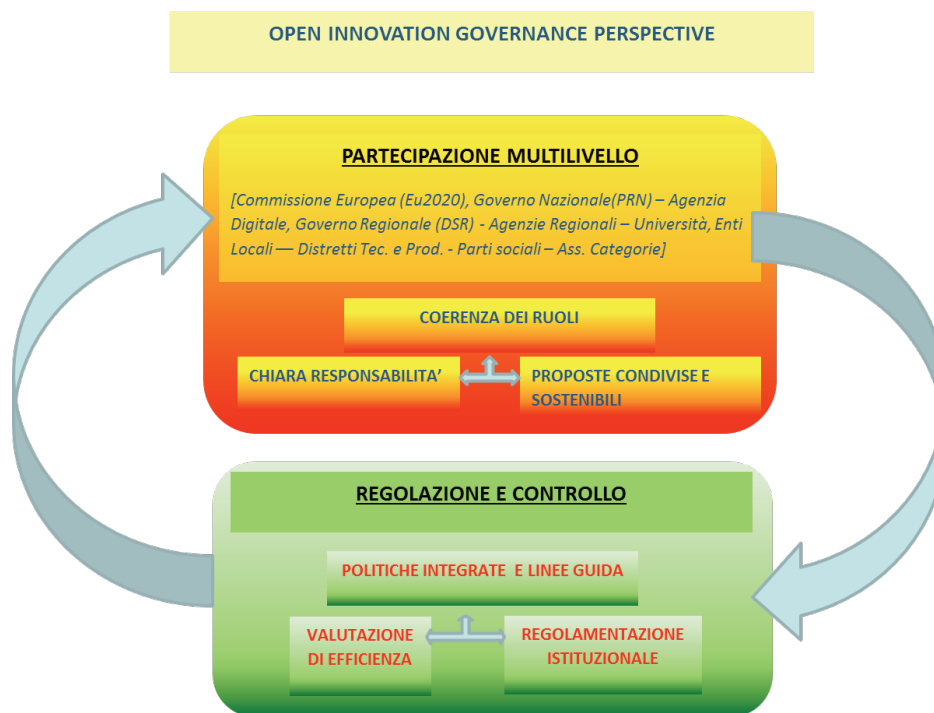 OPEN INNOVATION GOVERNANCE PERSPECTIVE
PARTECIPAZIONE MULTILIVELLO
[Commissione Europea (Eu2020), Governo Nazionale(PRN) – Agenzia
Digitale, Governo Regionale (DSR) - Agenzie Regionali – Università, Enti
Locali –– Distretti Tec. e Prod. - Parti sociali – Ass. Categorie]
COERENZA DEI RUOLI
CHIARA RESPONSABILITA’
PROPOSTE CONDIVISE E
SOSTENIBILI
REGOLAZIONE E CONTROLLO
POLITICHE INTEGRATE E LINEE GUIDA
VALUTAZIONE
DI EFFICIENZA
REGOLAMENTAZIONE
ISTITUZIONALE